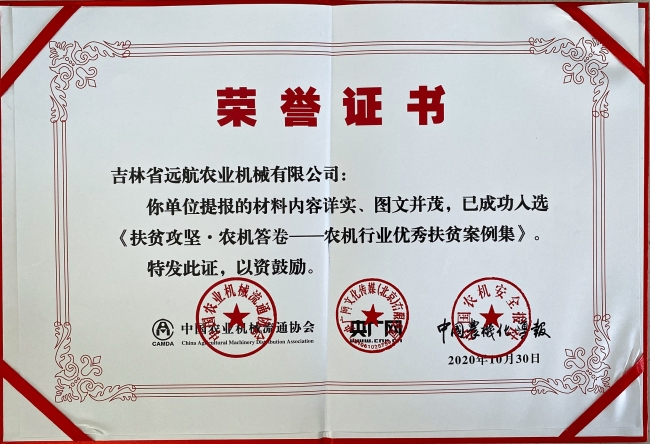 荣誉证书
吉林省远航农业机械有限公司：
你单位提报的材料内容详实、图文并茂，已成功入选
《扶贫攻坚·农机答卷——农机行业优秀扶贫案例集》。
特发此证，以资鼓励。
CAMDA
中国农业机械流通协会
China Agricultural Machinery Distribution Association
央广网
www.cnr.cn
中国农机化导报
2020年10月30日